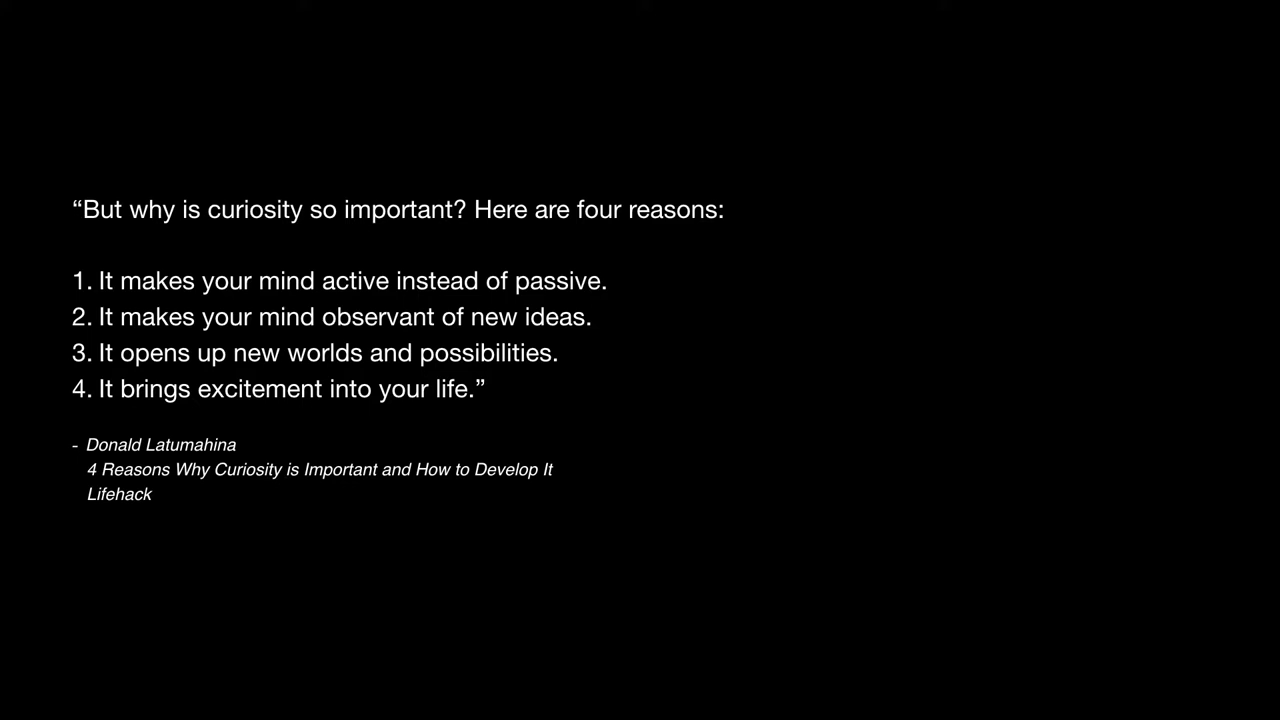 “But why is curiosity so important? Here are four reasons:
1. It makes your mind active instead of passive.
2. It makes your mind observant of new ideas.
3. It opens up new worlds and possibilities.
4. It brings excitement into your life.”
- Donald Latumahina
4 Reasons Why Curiosity is Important and How to Develop It
Lifehack